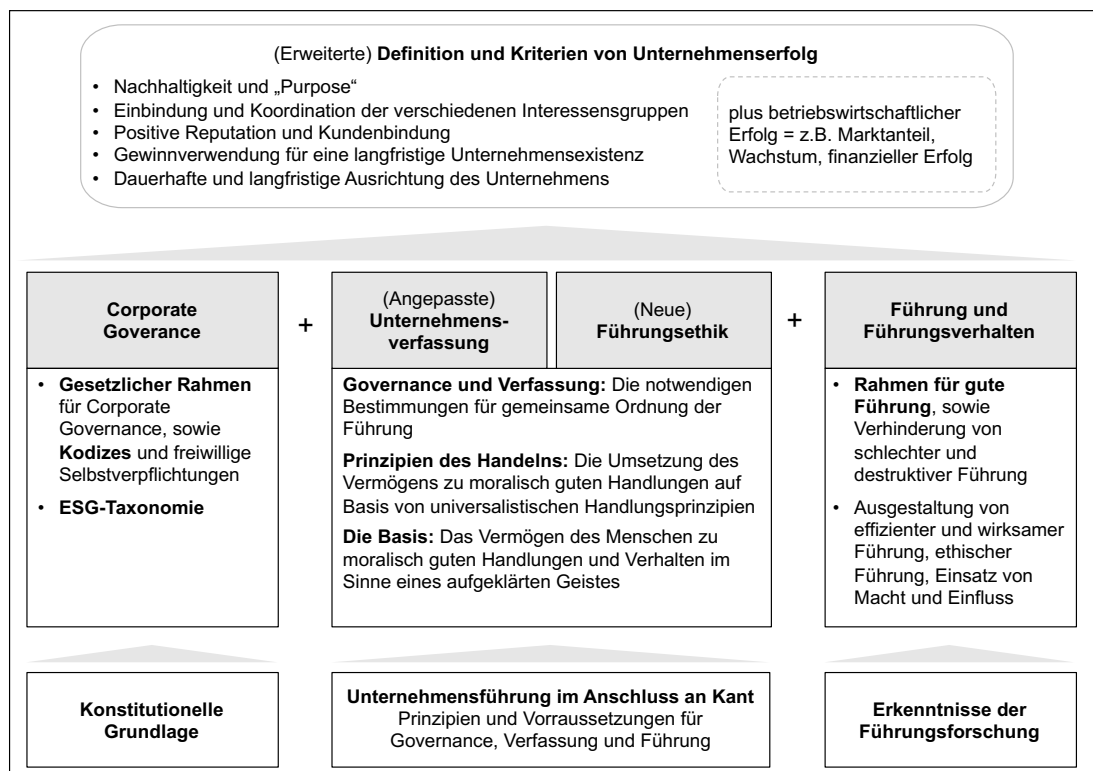 (Erweiterte) Definition und Kriterien von Unternehmenserfolg
• Nachhaltigkeit und „Purpose“
• Einbindung und Koordination der verschiedenen Interessensgruppen
• Positive Reputation und Kundenbindung
• Gewinnverwendung für eine langfristige Unternehmensexistenz
• Dauerhafte und langfristige Ausrichtung des Unternehmens
plus betriebswirtschaftlicher
Erfolg = z.B. Marktanteil,
Wachstum, finanzieller Erfolg
Corporate
Goverance
+
(Angepasste)
Unternehmens-
verfassung
(Neue)
Führungsethik
+
Führung und
Führungsverhalten
• Gesetzlicher Rahmen
für Corporate
Governance, sowie
Kodizes und freiwillige
Selbstverpflichtungen
• ESG-Taxonomie
Governance und Verfassung: Die notwendigen
Bestimmungen für gemeinsame Ordnung der
Führung
Prinzipien des Handelns: Die Umsetzung des
Vermögens zu moralisch guten Handlungen auf
Basis von universalistischen Handlungsprinzipien
Die Basis: Das Vermögen des Menschen zu
moralisch guten Handlungen und Verhalten im
Sinne eines aufgeklärten Geistes
• Rahmen für gute
Führung, sowie
Verhinderung von
schlechter und
destruktiver Führung
• Ausgestaltung von
effizienter und wirksamer
Führung, ethischer
Führung, Einsatz von
Macht und Einfluss
Konstitutionelle
Grundlage
Unternehmensführung im Anschluss an Kant
Prinzipien und Vorraussetzungen für
Governance, Verfassung und Führung
Erkenntnisse der
Führungsforschung